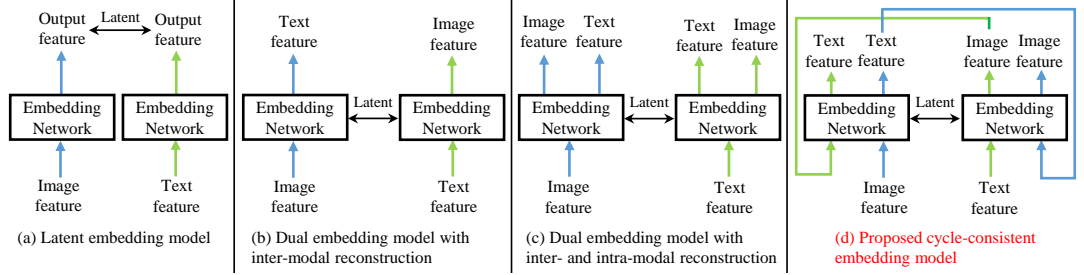 Output feature
Latent
Output feature
Embedding Network
Embedding Network
Image feature
Text feature
(a) Latent embedding model
Text feature
Image feature
Embedding Network
Latent
Embedding Network
Image feature
Text feature
(b) Dual embedding model with
inter-modal reconstruction
Image feature
Text feature
Text feature
Image feature
Embedding Network
Latent
Embedding Network
Image feature
Text feature
(c) Dual embedding model with
inter- and intra-modal reconstruction
Text feature
Text feature
Image feature
Image feature
Embedding Network
Latent
Embedding Network
Image feature
Text feature
(d) Proposed cycle-consistent
embedding model